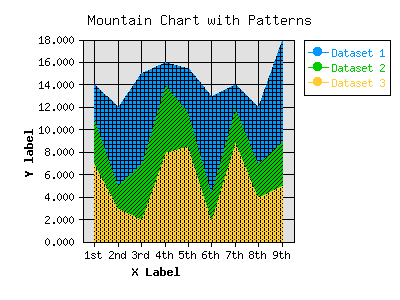 Mountain Chart with Patterns
18.000
16.000
14.000
12.000
10.000
8.000
6.000
4.000
2.000
0.000
Y label
1st 2nd 3rd 4th 5th 6th 7th 8th 9th
X Label
Dataset 1
Dataset 2
Dataset 3